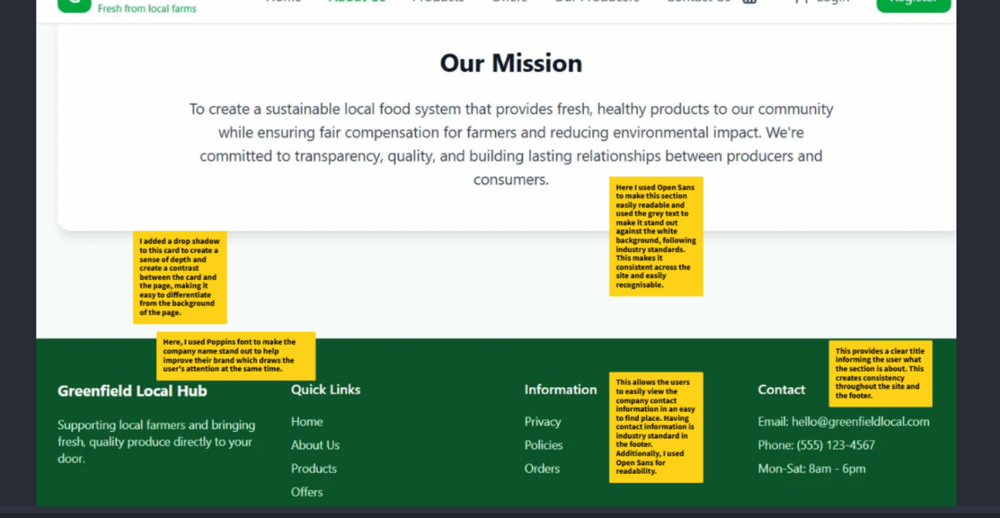 Fresh from local farms
Home About Us Products Offers Our Producers Contact Us Login Register
Our Mission
To create a sustainable local food system that provides fresh, healthy products to our community
while ensuring fair compensation for farmers and reducing environmental impact. We're
committed to transparency, quality, and building lasting relationships between producers and
consumers.
Here I used Open Sans
to make this section
easily readable and
used the grey text to
make it stand out
against the white
background, following
industry standards.
This makes it
consistent across the
site and easily
recognisable.
I added a drop shadow
to this card to create a
sense of depth and
create a contrast
between the card and
the page, making it
easy to differentiate
from the background
of the page.
Here, I used Poppins font to make the
company name stand out to help
improve their brand which draws the
user's attention at the same time.
Greenfield Local Hub
Supporting local farmers and bringing
fresh, quality produce directly to your
door.
Quick Links
Home
About Us
Products
Offers
Information
Privacy
Policies
Orders
This allows the users
to easily view the
company contact
information in an easy
to find place. Having
contact information is
industry standard in
the footer.
Additionally, I used
Open Sans for
readability.
This provides a clear title
informing the user what
the section is about. This
creates consistency
throughout the site and
the footer.
Contact
Email: hello@greenfieldlocal.com
Phone: (555) 123-4567
Mon-Sat: 8am - 6pm